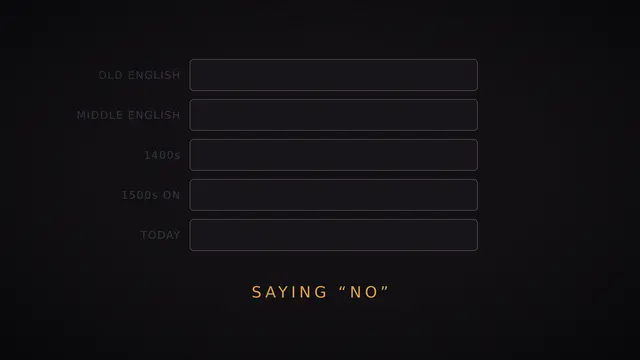 OLD ENGLISH
MIDDLE ENGLISH
1400s
1500s ON
TODAY
SAYING “NO”